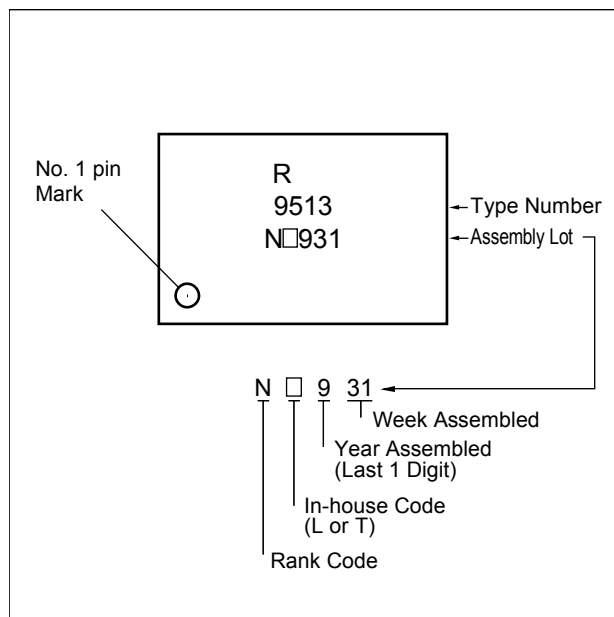 No. 1 pin
Mark
R
9513
N□931
Type Number
Assembly Lot
N □ 9 31
Week Assembled
Year Assembled
(Last 1 Digit)
In-house Code
(L or T)
Rank Code